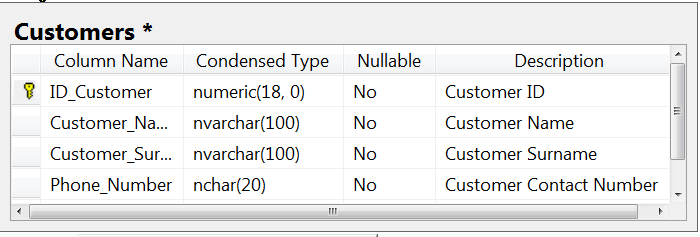 Customers *
Column Name Condensed Type Nullable Description
ID_Customer numeric(18, 0) No Customer ID
Customer_Na... nvarchar(100) No Customer Name
Customer_Sur... nvarchar(100) No Customer Surname
Phone_Number nchar(20) No Customer Contact Number